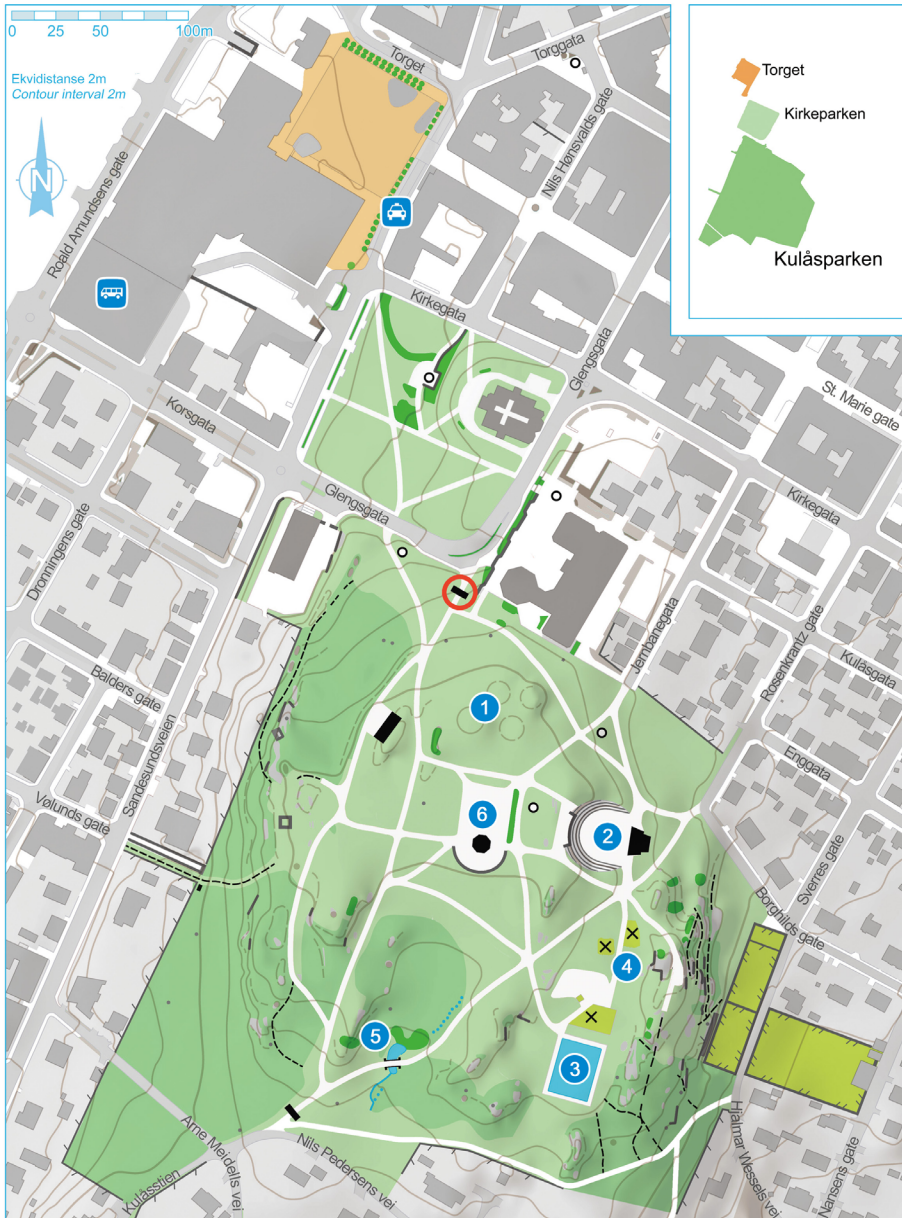 0 25 50 100m
Ekvidistanse 2m
Contour interval 2m
N
Torget
Kirkeparken
Kulåsparken
Torget
Torggata
Nils Hønsvalds gate
Roald Amundsens gate
Kirkegata
Glengsgata
St. Marie gate
Korsgata
Kirkegata
Glengsgata
Dronningens gate
Jernbanegata
Rosenkrantz gate
Kulåsgata
Balders gate
Sandesundsveien
Enggata
Vølunds gate
Sverres gate
Borghilds gate
1
6
2
4
5
3
Arne Meidells vei
Nils Pedersens vei
Kulåsstien
Hjalmar Wessels vei
Nansens gate